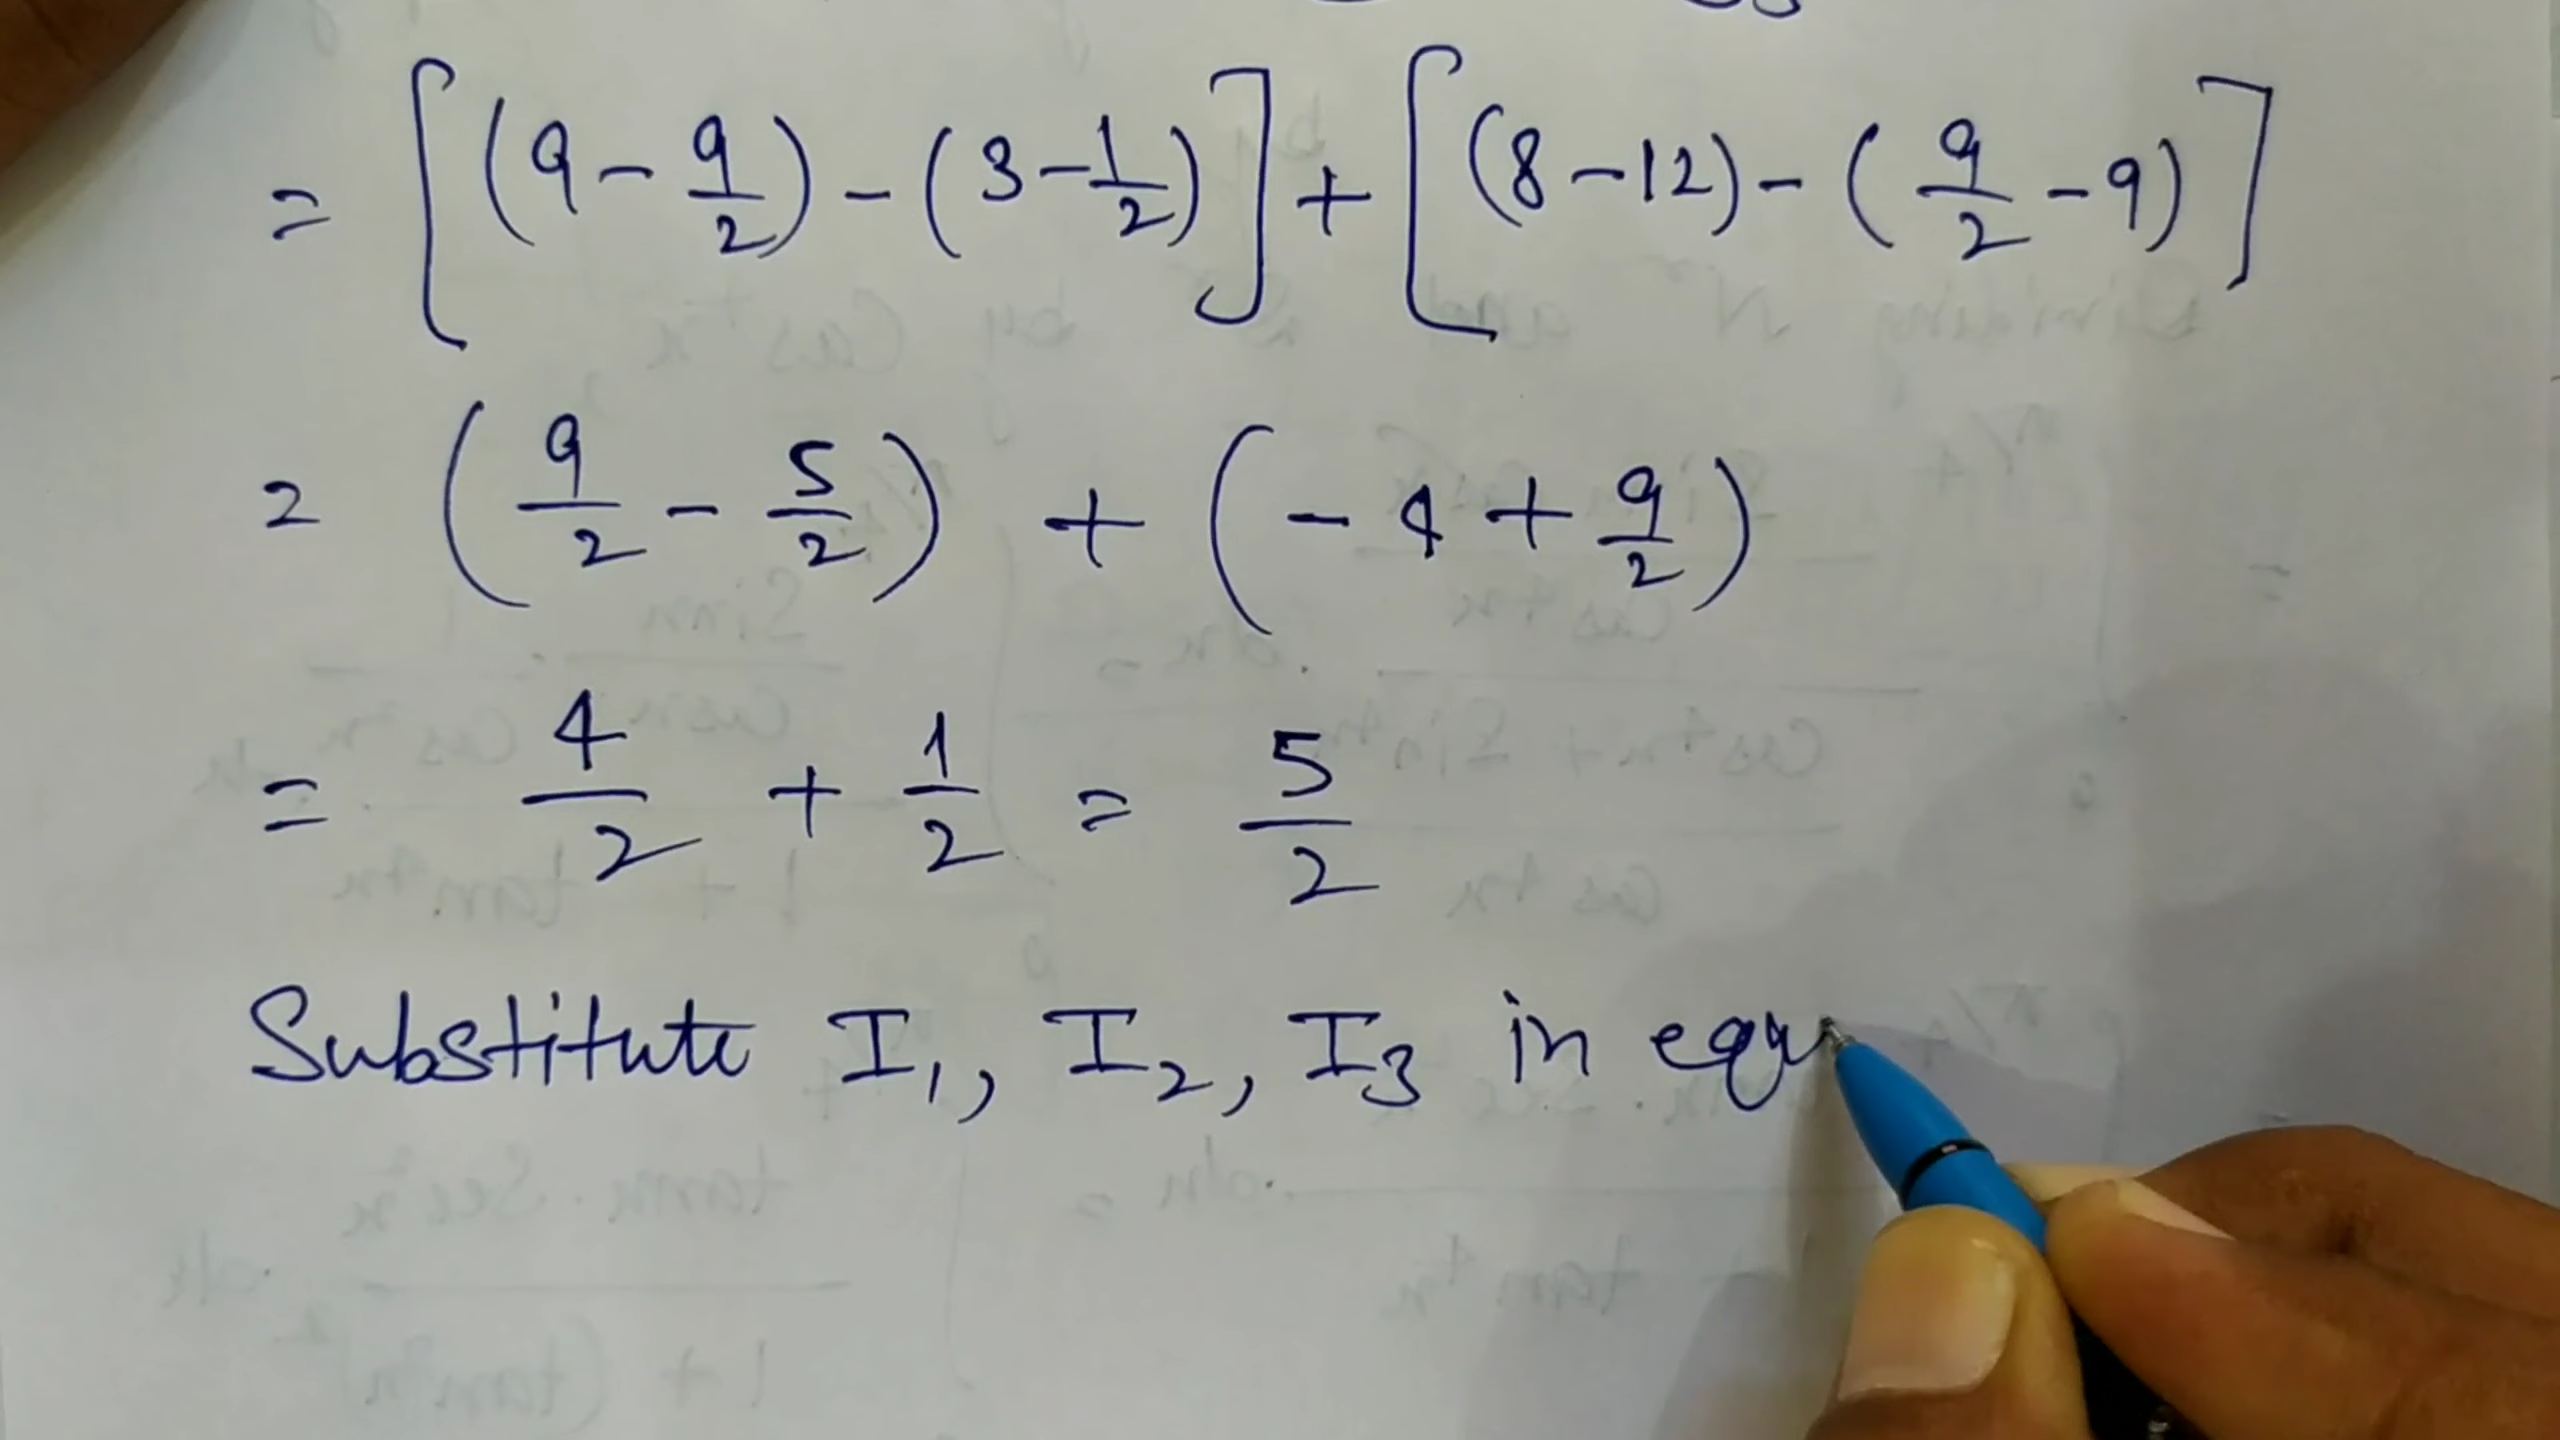 = [(9 - 9/2) - (3 - 1/2)] + [(8 - 12) - (9/2 - 9)]
= (9/2 - 5/2) + (- 4 + 9/2)
= 4/2 + 1/2 = 5/2
Substitute I₁, I₂, I₃ in equ